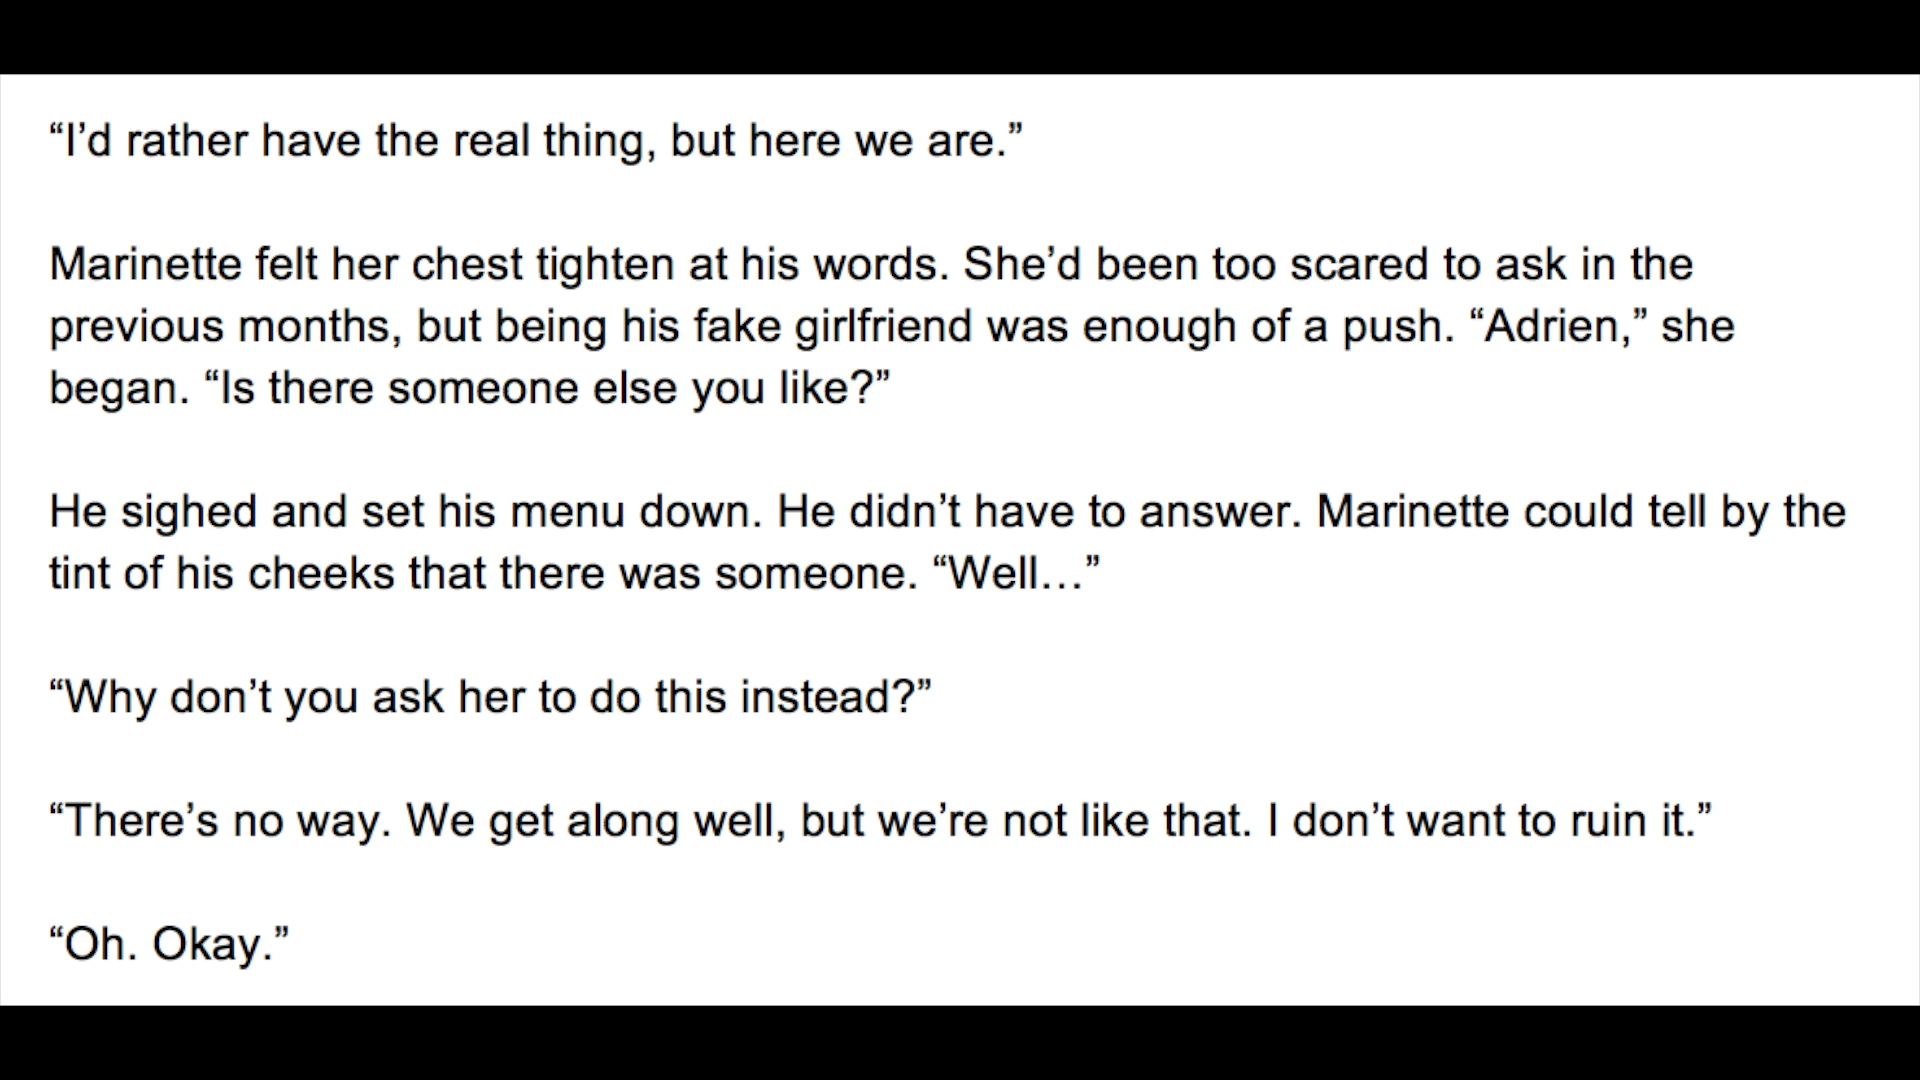 “I’d rather have the real thing, but here we are.”
Marinette felt her chest tighten at his words. She’d been too scared to ask in the
previous months, but being his fake girlfriend was enough of a push. “Adrien,” she
began. “Is there someone else you like?”
He sighed and set his menu down. He didn’t have to answer. Marinette could tell by the
tint of his cheeks that there was someone. “Well…”
“Why don’t you ask her to do this instead?”
“There’s no way. We get along well, but we’re not like that. I don’t want to ruin it.”
“Oh. Okay.”